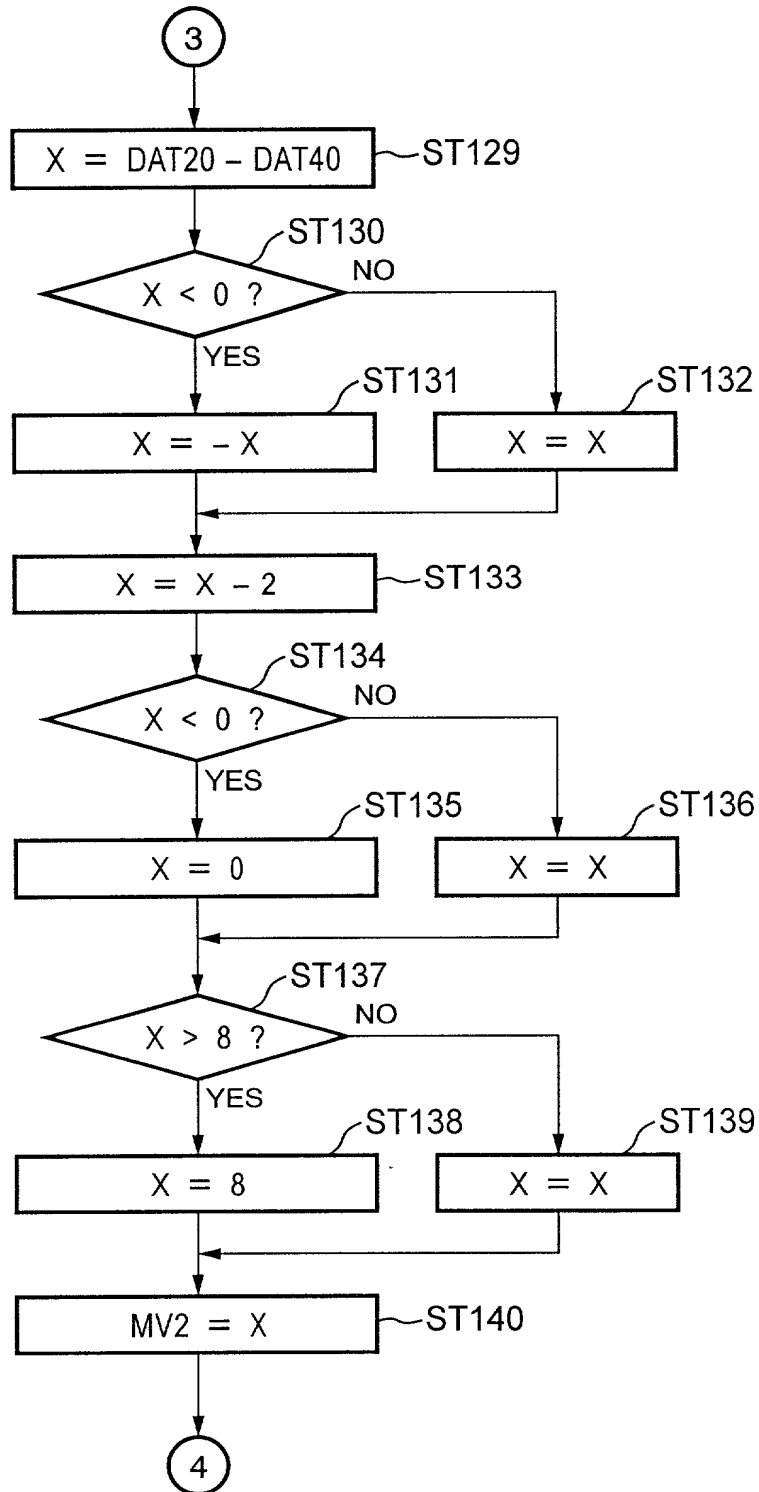 3
X = DAT20 – DAT40
ST129
ST130
X < 0 ?
NO
YES
ST131
X = – X
ST132
X = X
X = X – 2
ST133
ST134
X < 0 ?
NO
YES
ST135
X = 0
ST136
X = X
ST137
X > 8 ?
NO
YES
ST138
X = 8
ST139
X = X
MV2 = X
ST140
4